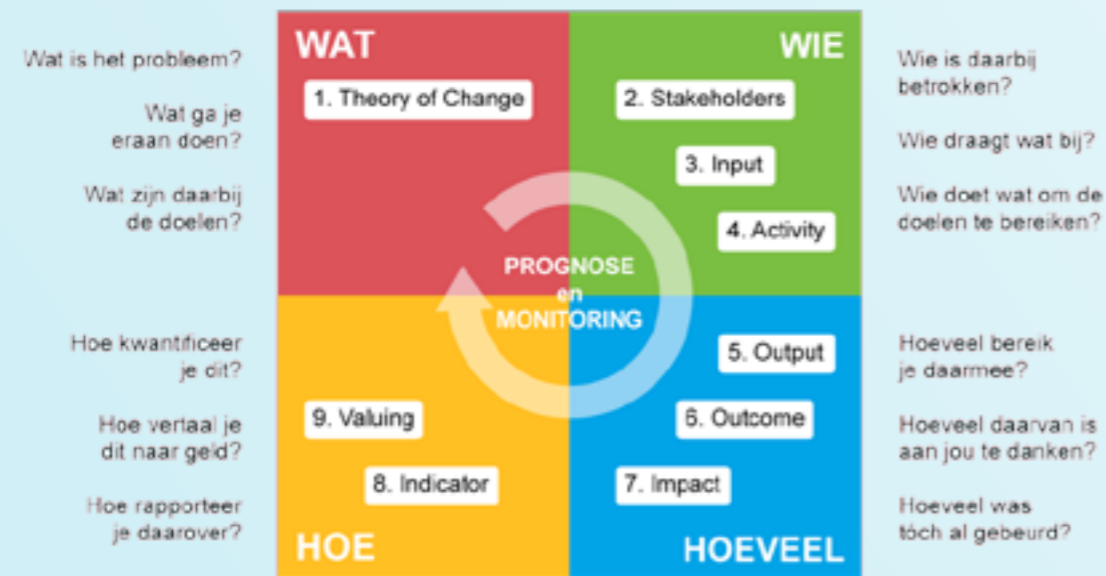 WAT
Wat is het probleem?
Wat ga je
eraan doen?
Wat zijn daarbij
de doelen?
1. Theory of Change
WIE
2. Stakeholders
3. Input
4. Activity
Wie is daarbij
betrokken?
Wie draagt wat bij?
Wie doet wat om de
doelen te bereiken?
PROGNOSE
en
MONITORING
Hoe kwantificeer
je dit?
Hoe vertaal je
dit naar geld?
Hoe rapporteer
je daarover?
9. Valuing
8. Indicator
HOE
5. Output
6. Outcome
7. Impact
HOEVEEL
Hoeveel bereik
je daarmee?
Hoeveel daarvan is
aan jou te danken?
Hoeveel was
tóch al gebeurd?